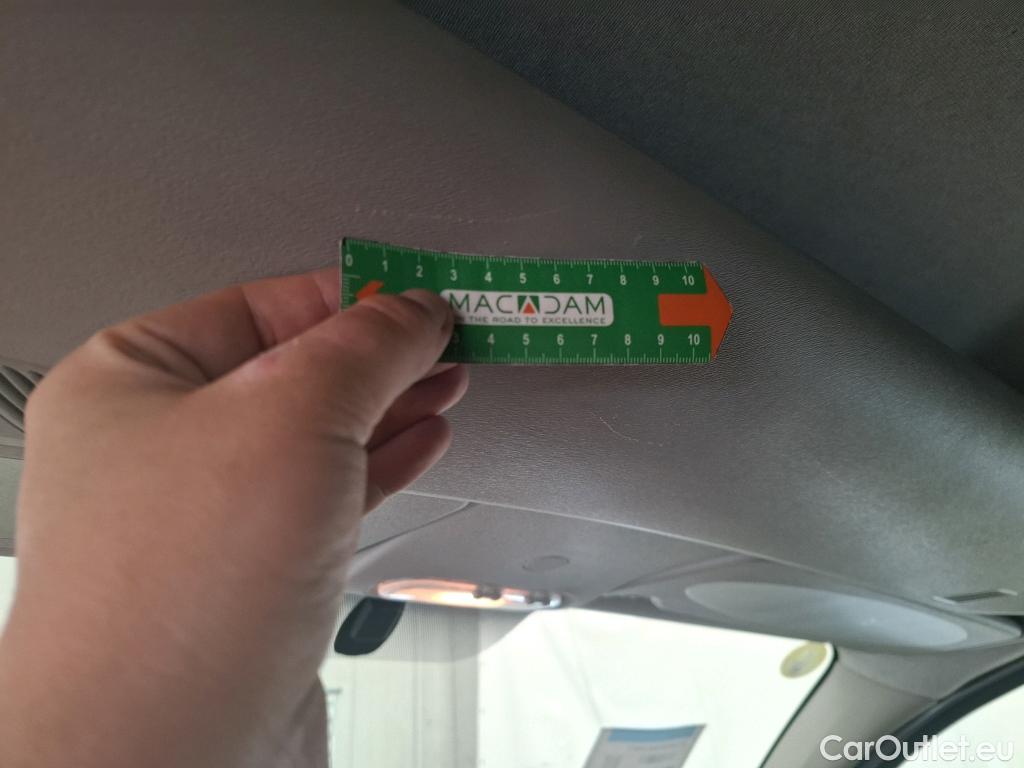 0 1 2 3 4 5 6 7 8 9 10
MACADAM
THE ROAD TO EXCELLENCE
3 4 5 6 7 8 9 10
CarOutlet.eu